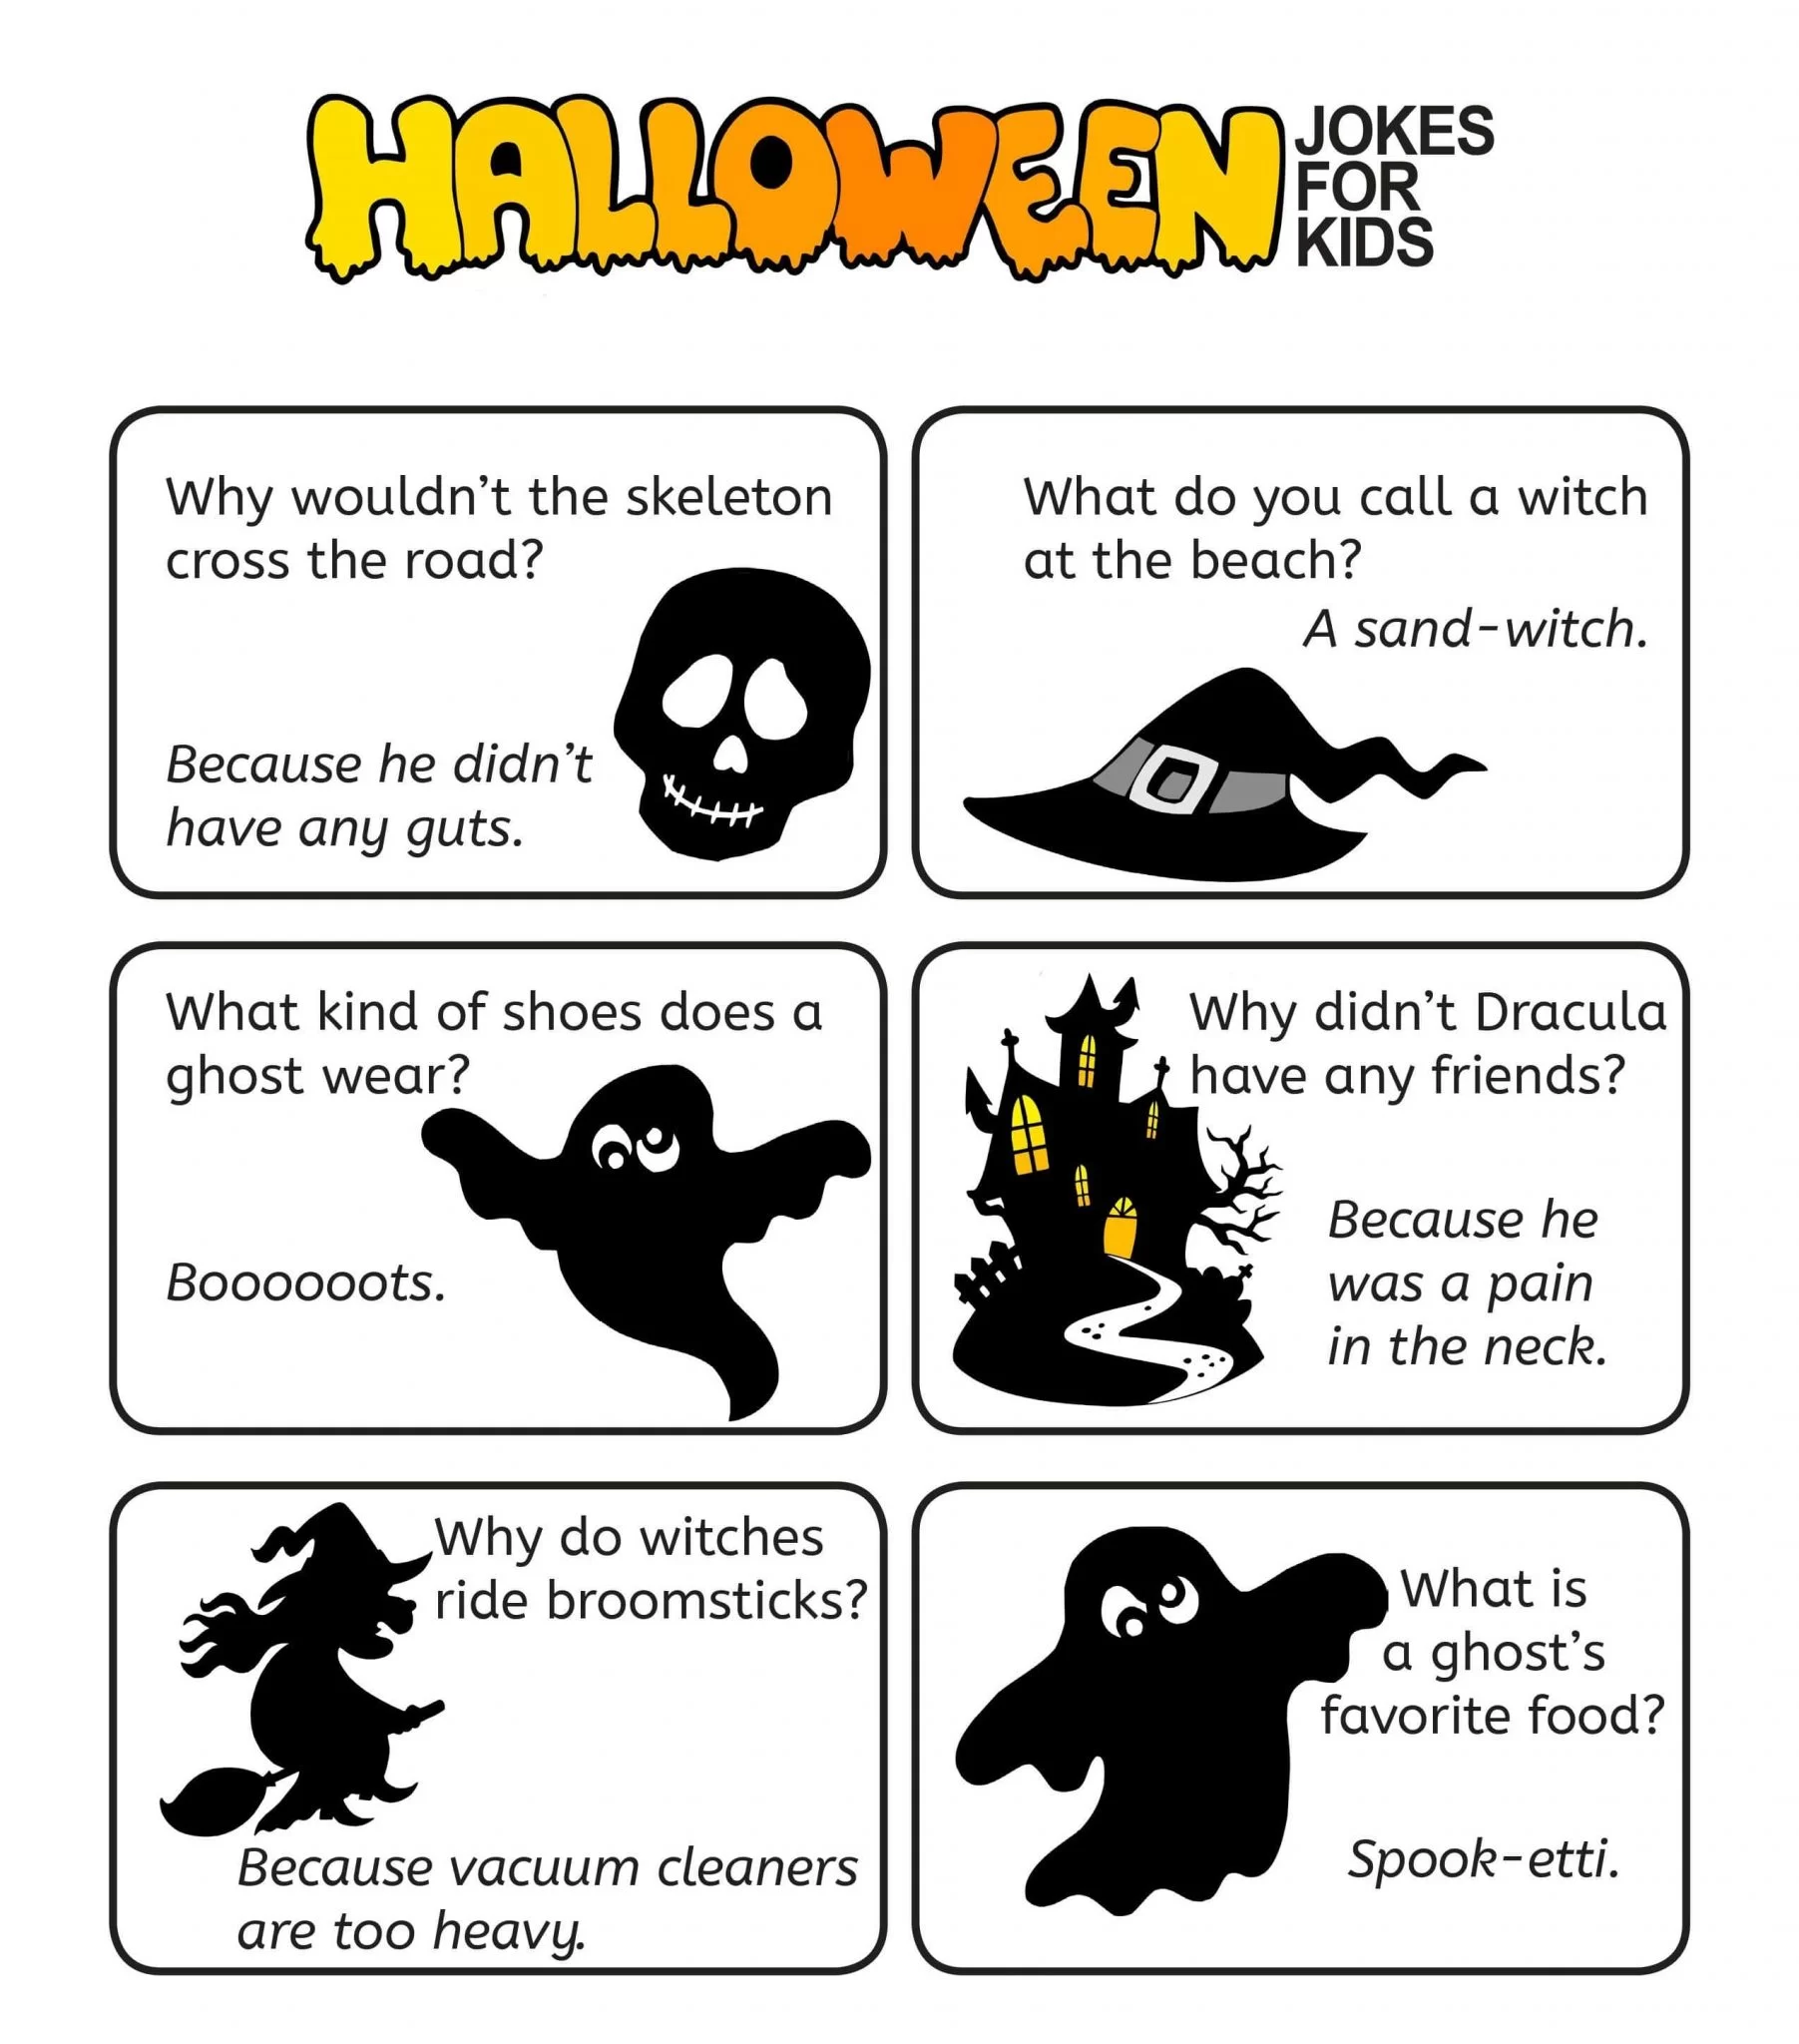 HALLOWEEN
JOKES
FOR
KIDS
Why wouldn’t the skeleton
cross the road?
Because he didn’t
have any guts.
What do you call a witch
at the beach?
A sand-witch.
What kind of shoes does a
ghost wear?
Boooooots.
Why didn’t Dracula
have any friends?
Because he
was a pain
in the neck.
Why do witches
ride broomsticks?
Because vacuum cleaners
are too heavy.
What is
a ghost’s
favorite food?
Spook-etti.